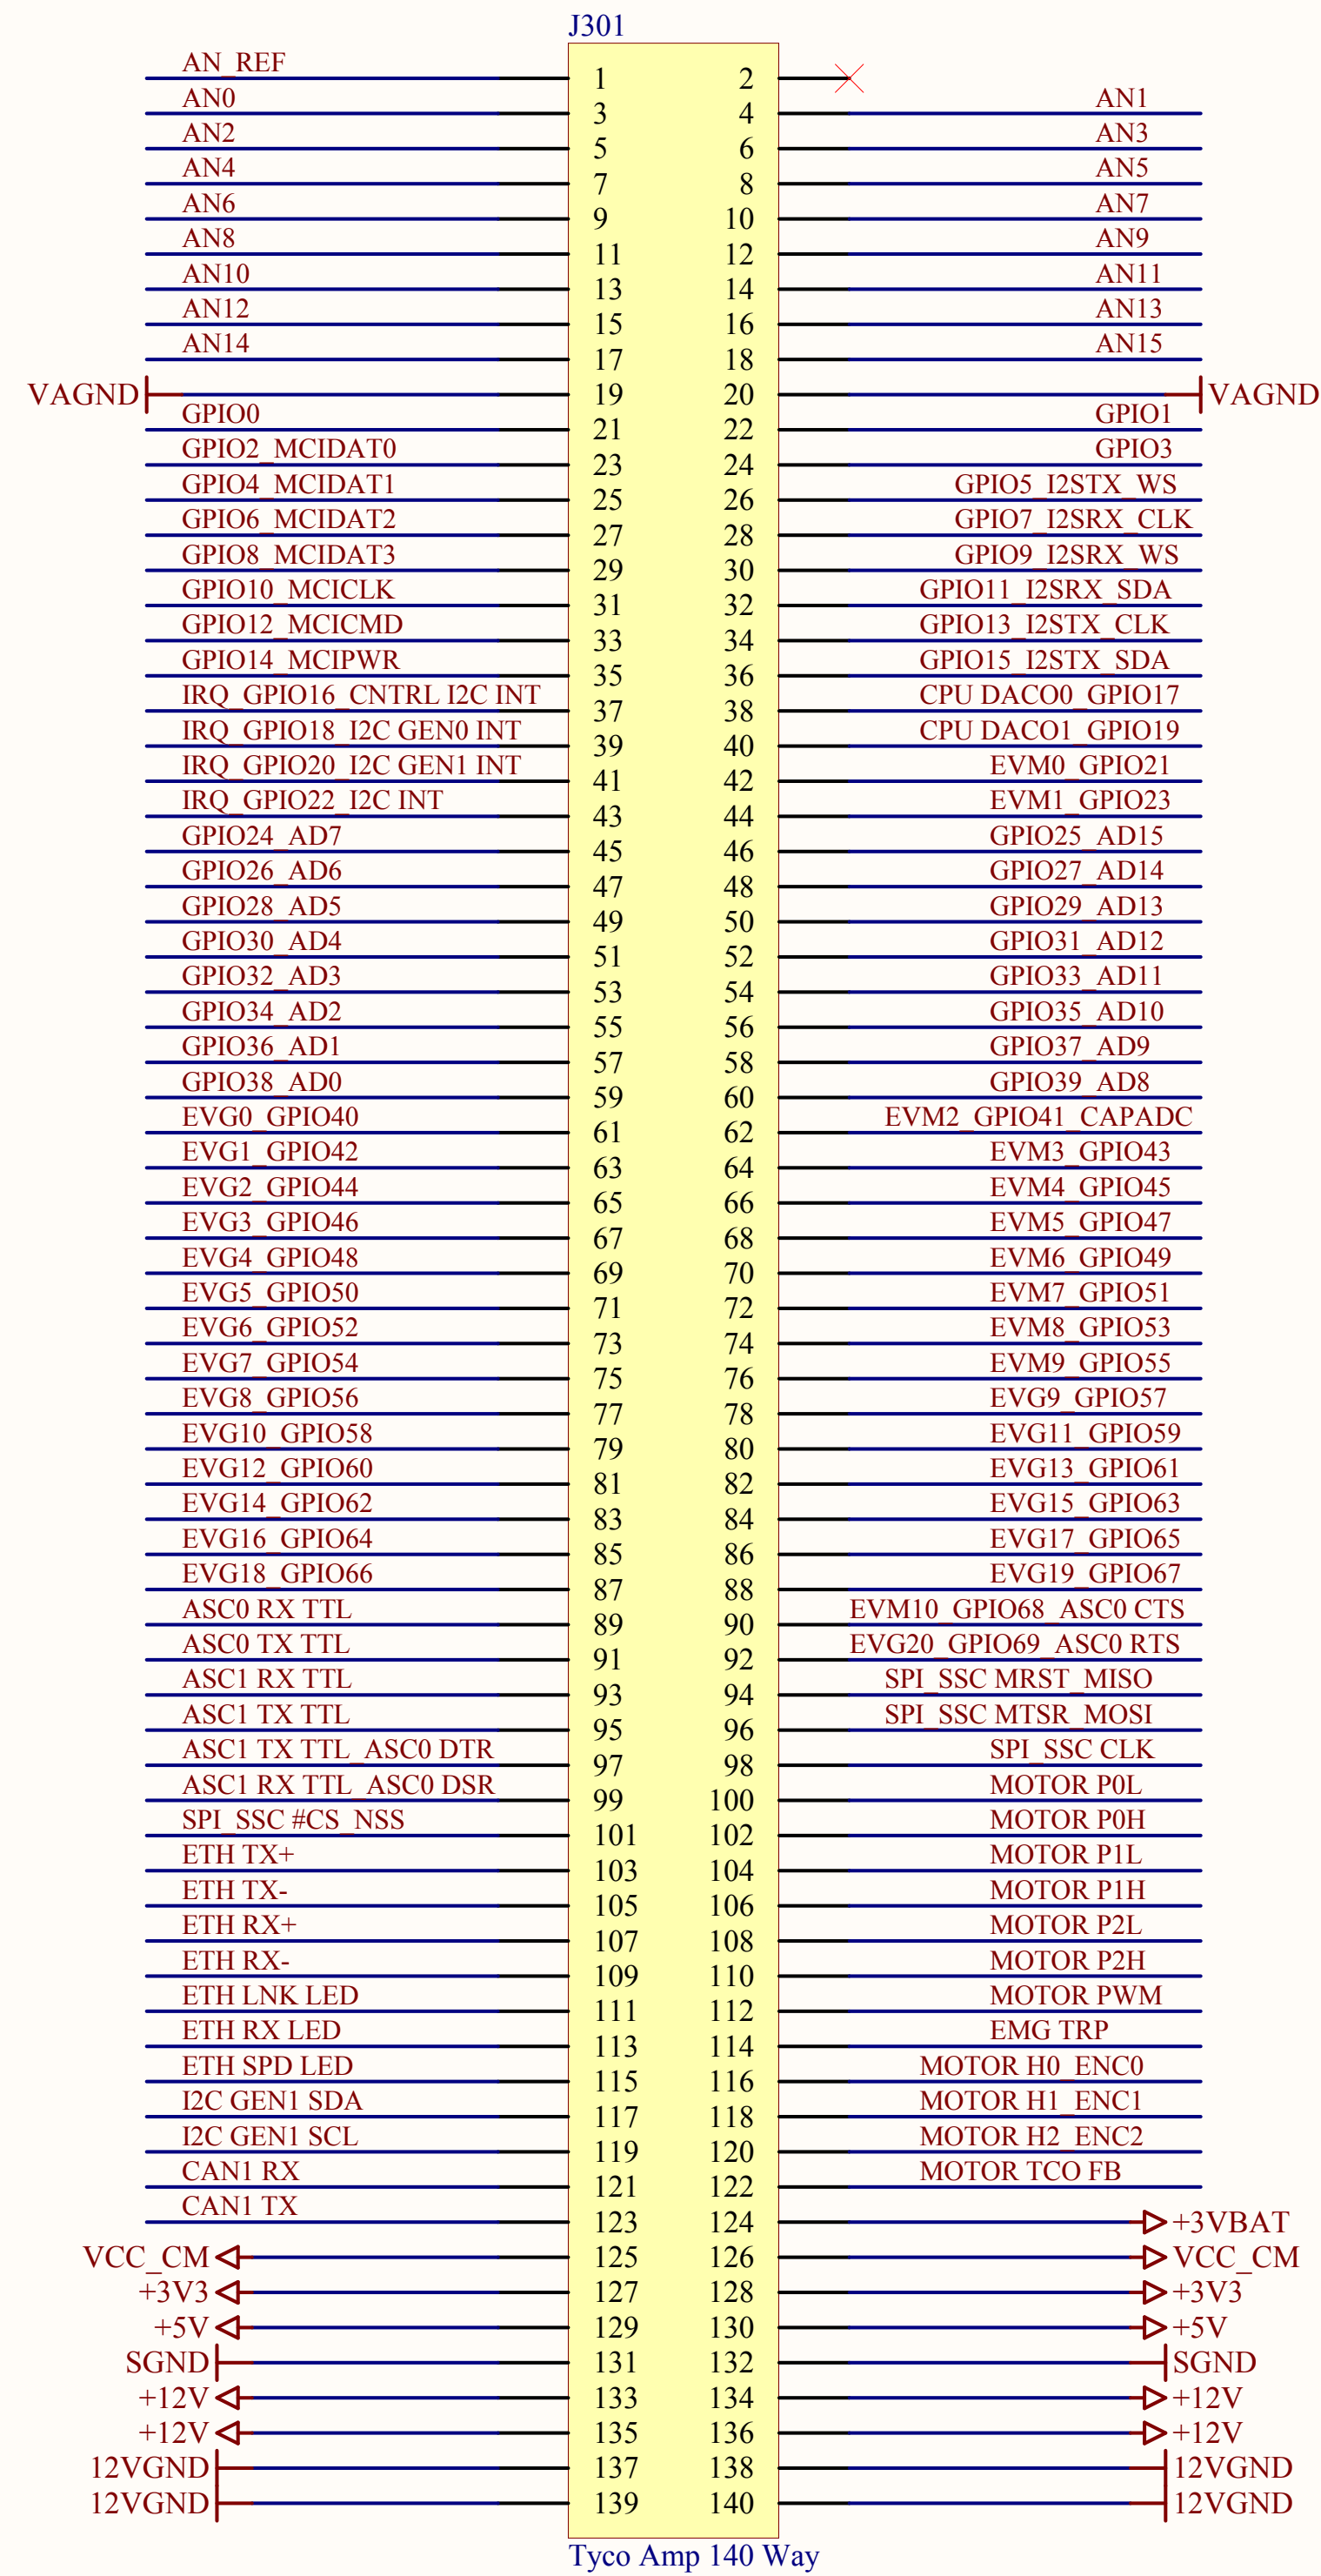 J301
AN_REF 1 2
AN0 3 4 AN1
AN2 5 6 AN3
AN4 7 8 AN5
AN6 9 10 AN7
AN8 11 12 AN9
AN10 13 14 AN11
AN12 15 16 AN13
AN14 17 18 AN15
VAGND 19 20 VAGND
GPIO0 21 22 GPIO1
GPIO2_MCIDAT0 23 24 GPIO3
GPIO4_MCIDAT1 25 26 GPIO5_I2STX_WS
GPIO6_MCIDAT2 27 28 GPIO7_I2SRX_CLK
GPIO8_MCIDAT3 29 30 GPIO9_I2SRX_WS
GPIO10_MCICLK 31 32 GPIO11_I2SRX_SDA
GPIO12_MCICMD 33 34 GPIO13_I2STX_CLK
GPIO14_MCIPWR 35 36 GPIO15_I2STX_SDA
IRQ_GPIO16_CNTRL I2C INT 37 38 CPU DACO0_GPIO17
IRQ_GPIO18_I2C GEN0 INT 39 40 CPU DACO1_GPIO19
IRQ_GPIO20_I2C GEN1 INT 41 42 EVM0_GPIO21
IRQ_GPIO22_I2C INT 43 44 EVM1_GPIO23
GPIO24_AD7 45 46 GPIO25_AD15
GPIO26_AD6 47 48 GPIO27_AD14
GPIO28_AD5 49 50 GPIO29_AD13
GPIO30_AD4 51 52 GPIO31_AD12
GPIO32_AD3 53 54 GPIO33_AD11
GPIO34_AD2 55 56 GPIO35_AD10
GPIO36_AD1 57 58 GPIO37_AD9
GPIO38_AD0 59 60 GPIO39_AD8
EVG0_GPIO40 61 62 EVM2_GPIO41_CAPADC
EVG1_GPIO42 63 64 EVM3_GPIO43
EVG2_GPIO44 65 66 EVM4_GPIO45
EVG3_GPIO46 67 68 EVM5_GPIO47
EVG4_GPIO48 69 70 EVM6_GPIO49
EVG5_GPIO50 71 72 EVM7_GPIO51
EVG6_GPIO52 73 74 EVM8_GPIO53
EVG7_GPIO54 75 76 EVM9_GPIO55
EVG8_GPIO56 77 78 EVG9_GPIO57
EVG10_GPIO58 79 80 EVG11_GPIO59
EVG12_GPIO60 81 82 EVG13_GPIO61
EVG14_GPIO62 83 84 EVG15_GPIO63
EVG16_GPIO64 85 86 EVG17_GPIO65
EVG18_GPIO66 87 88 EVG19_GPIO67
ASC0 RX TTL 89 90 EVM10_GPIO68_ASC0 CTS
ASC0 TX TTL 91 92 EVG20_GPIO69_ASC0 RTS
ASC1 RX TTL 93 94 SPI_SSC MRST_MISO
ASC1 TX TTL 95 96 SPI_SSC MTSR_MOSI
ASC1 TX TTL_ASC0 DTR 97 98 SPI_SSC CLK
ASC1 RX TTL_ASC0 DSR 99 100 MOTOR P0L
SPI_SSC #CS_NSS 101 102 MOTOR P0H
ETH TX+ 103 104 MOTOR P1L
ETH TX- 105 106 MOTOR P1H
ETH RX+ 107 108 MOTOR P2L
ETH RX- 109 110 MOTOR P2H
ETH LNK LED 111 112 MOTOR PWM
ETH RX LED 113 114 EMG TRP
ETH SPD LED 115 116 MOTOR H0_ENC0
I2C GEN1 SDA 117 118 MOTOR H1_ENC1
I2C GEN1 SCL 119 120 MOTOR H2_ENC2
CAN1 RX 121 122 MOTOR TCO FB
CAN1 TX 123 124 +3VBAT
VCC_CM 125 126 VCC_CM
+3V3 127 128 +3V3
+5V 129 130 +5V
SGND 131 132 SGND
+12V 133 134 +12V
+12V 135 136 +12V
12VGND 137 138 12VGND
12VGND 139 140 12VGND
Tyco Amp 140 Way